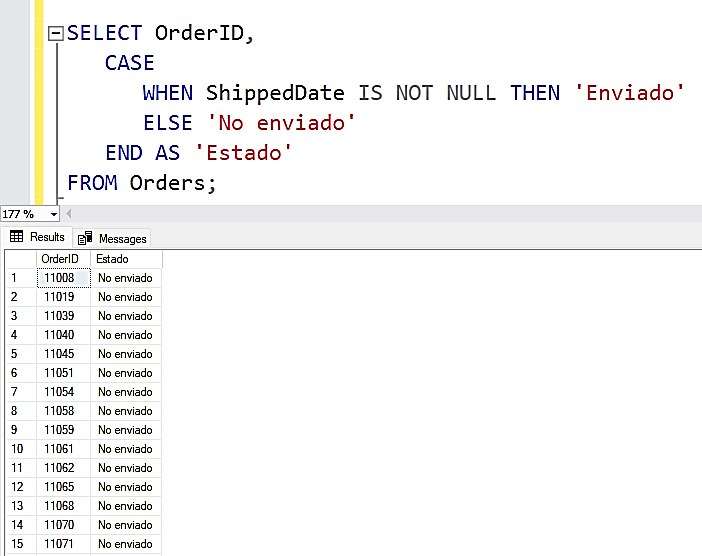 SELECT OrderID,
CASE
WHEN ShippedDate IS NOT NULL THEN 'Enviado'
ELSE 'No enviado'
END AS 'Estado'
FROM Orders;
177 %
Results Messages
OrderID Estado
1 11008 No enviado
2 11019 No enviado
3 11039 No enviado
4 11040 No enviado
5 11045 No enviado
6 11051 No enviado
7 11054 No enviado
8 11058 No enviado
9 11059 No enviado
10 11061 No enviado
11 11062 No enviado
12 11065 No enviado
13 11068 No enviado
14 11070 No enviado
15 11071 No enviado